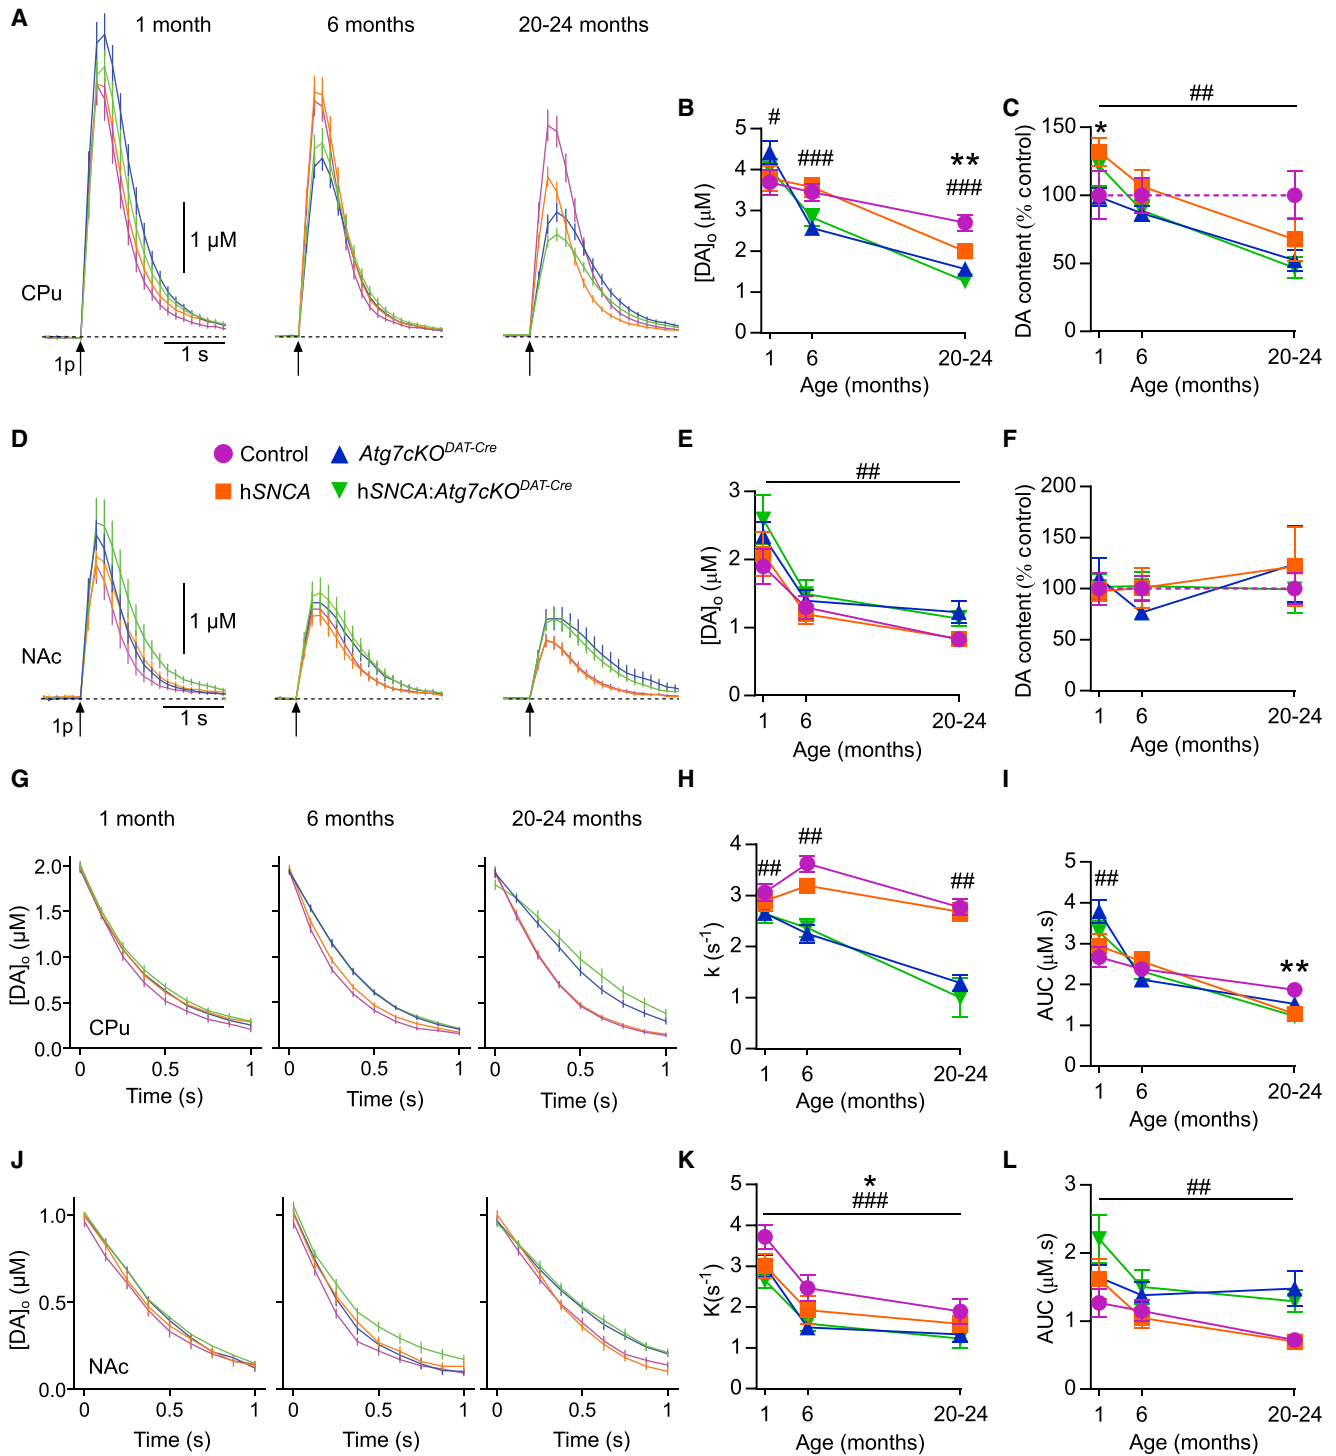 A
1 month
6 months
20-24 months
1 µM
CPu
1p
1 s
B
#
###
**
###
[DA]o (µM)
5
4
3
2
1
0
1
6
20-24
Age (months)
C
##
*
DA content (% control)
150
100
50
0
1
6
20-24
Age (months)
D
Control
Atg7cKO^DAT-Cre
hSNCA
hSNCA:Atg7cKO^DAT-Cre
1 µM
NAc
1p
1 s
E
##
[DA]o (µM)
3
2
1
0
1
6
20-24
Age (months)
F
DA content (% control)
200
150
100
50
0
1
6
20-24
Age (months)
G
1 month
6 months
20-24 months
[DA]o (µM)
2.0
1.5
1.0
0.5
0.0
CPu
0
0.5
1
Time (s)
0
0.5
1
Time (s)
0
0.5
1
Time (s)
H
##
##
##
k (s-1)
4
3
2
1
0
1
6
20-24
Age (months)
I
##
**
AUC (µM.s)
5
4
3
2
1
0
1
6
20-24
Age (months)
J
[DA]o (µM)
1.0
0.5
0.0
NAc
0
0.5
1
Time (s)
0
0.5
1
Time (s)
0
0.5
1
Time (s)
K
*
###
K(s-1)
5
4
3
2
1
0
1
6
20-24
Age (months)
L
##
AUC (µM.s)
3
2
1
0
1
6
20-24
Age (months)